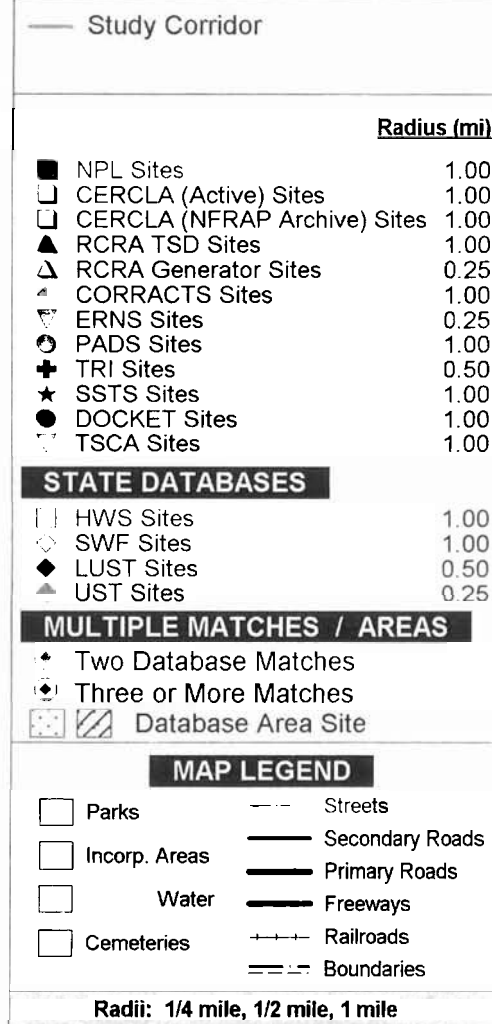 Study Corridor
Radius (mi)
NPL Sites 1.00
CERCLA (Active) Sites 1.00
CERCLA (NFRAP Archive) Sites 1.00
RCRA TSD Sites 1.00
RCRA Generator Sites 0.25
CORRACTS Sites 1.00
ERNS Sites 0.25
PADS Sites 1.00
TRI Sites 0.50
SSTS Sites 1.00
DOCKET Sites 1.00
TSCA Sites 1.00
STATE DATABASES
HWS Sites 1.00
SWF Sites 1.00
LUST Sites 0.50
UST Sites 0.25
MULTIPLE MATCHES / AREAS
Two Database Matches
Three or More Matches
Database Area Site
MAP LEGEND
Parks
Incorp. Areas
Water
Cemeteries
Streets
Secondary Roads
Primary Roads
Freeways
Railroads
Boundaries
Radii: 1/4 mile, 1/2 mile, 1 mile